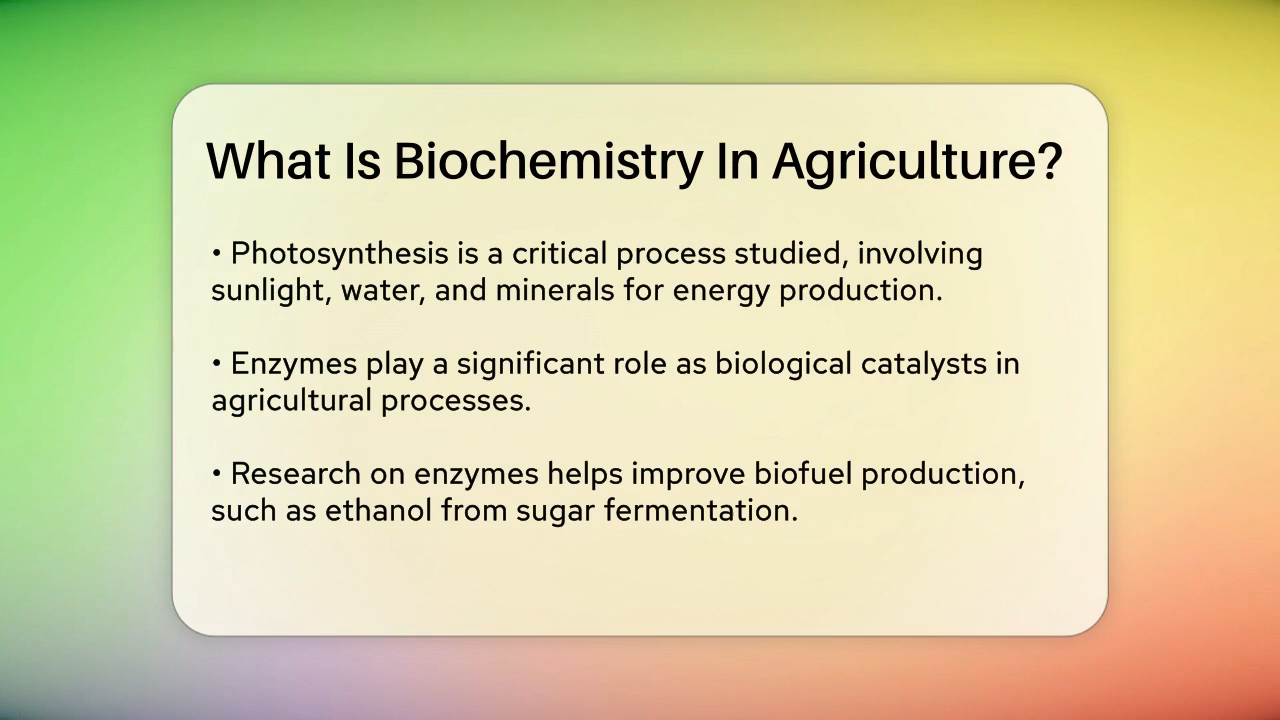 What Is Biochemistry In Agriculture?
• Photosynthesis is a critical process studied, involving
sunlight, water, and minerals for energy production.
• Enzymes play a significant role as biological catalysts in
agricultural processes.
• Research on enzymes helps improve biofuel production,
such as ethanol from sugar fermentation.